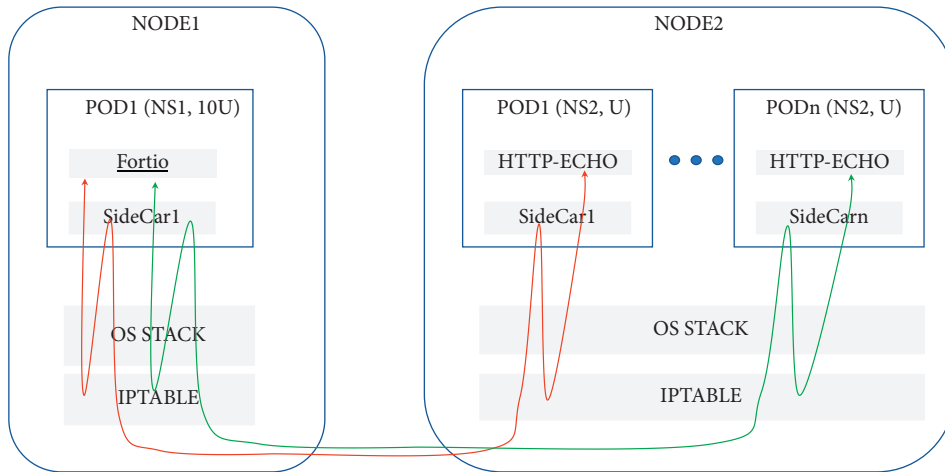 NODE1
POD1 (NS1, 10U)
Fortio
SideCar1
OS STACK
IPTABLE
NODE2
POD1 (NS2, U)
HTTP-ECHO
SideCar1
PODn (NS2, U)
HTTP-ECHO
SideCarn
OS STACK
IPTABLE